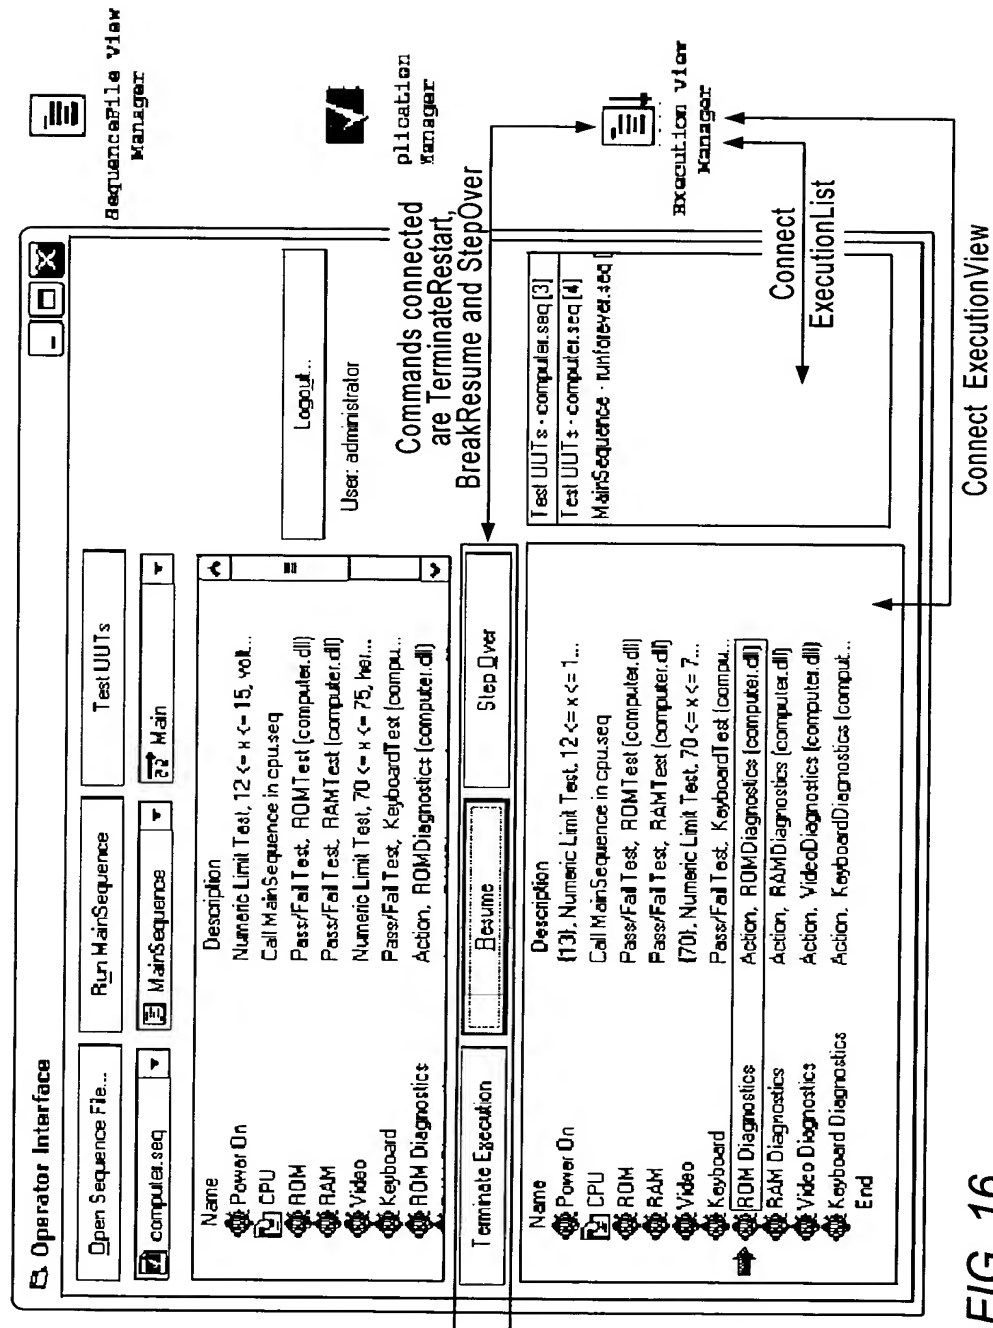 Operator Interface
Open Sequence File...
Run MainSequence
Test UUTs
computer.seq
MainSequence
Main
Name
Description
Power On
Numeric Limit Test, 12 <= x <= 15, volt...
CPU
Call MainSequence in cpu.seq
ROM
Pass/Fail Test, ROMTest (computer.dll)
RAM
Pass/Fail Test, RAMTest (computer.dll)
Video
Numeric Limit Test, 70 <= x <= 75, her...
Keyboard
Pass/Fail Test, KeyboardTest (compu...
ROM Diagnostics
Action, ROMDiagnostics (computer.dll)
Logout...
User: administrator
Terminate Execution
Resume
Step Over
Commands connected
are TerminateRestart,
BreakResume and StepOver
Name
Description
Power On
{13}, Numeric Limit Test, 12 <= x <= 1...
CPU
Call MainSequence in cpu.seq
ROM
Pass/Fail Test, ROMTest (computer.dll)
RAM
Pass/Fail Test, RAMTest (computer.dll)
Video
{70}, Numeric Limit Test, 70 <= x <= 7...
Keyboard
Pass/Fail Test, KeyboardTest (compu...
ROM Diagnostics
Action, ROMDiagnostics (computer.dll)
RAM Diagnostics
Action, RAMDiagnostics (computer.dll)
Video Diagnostics
Action, VideoDiagnostics (computer.dll)
Keyboard Diagnostics
Action, KeyboardDiagnostics (comput...
End
Test UUTs - computer.seq [3]
Test UUTs - computer.seq [4]
MainSequence - runforever.seq [
Connect
ExecutionList
Connect ExecutionView
SequenceFile View
Manager
plication
Manager
Execution View
Manager
FIG. 16